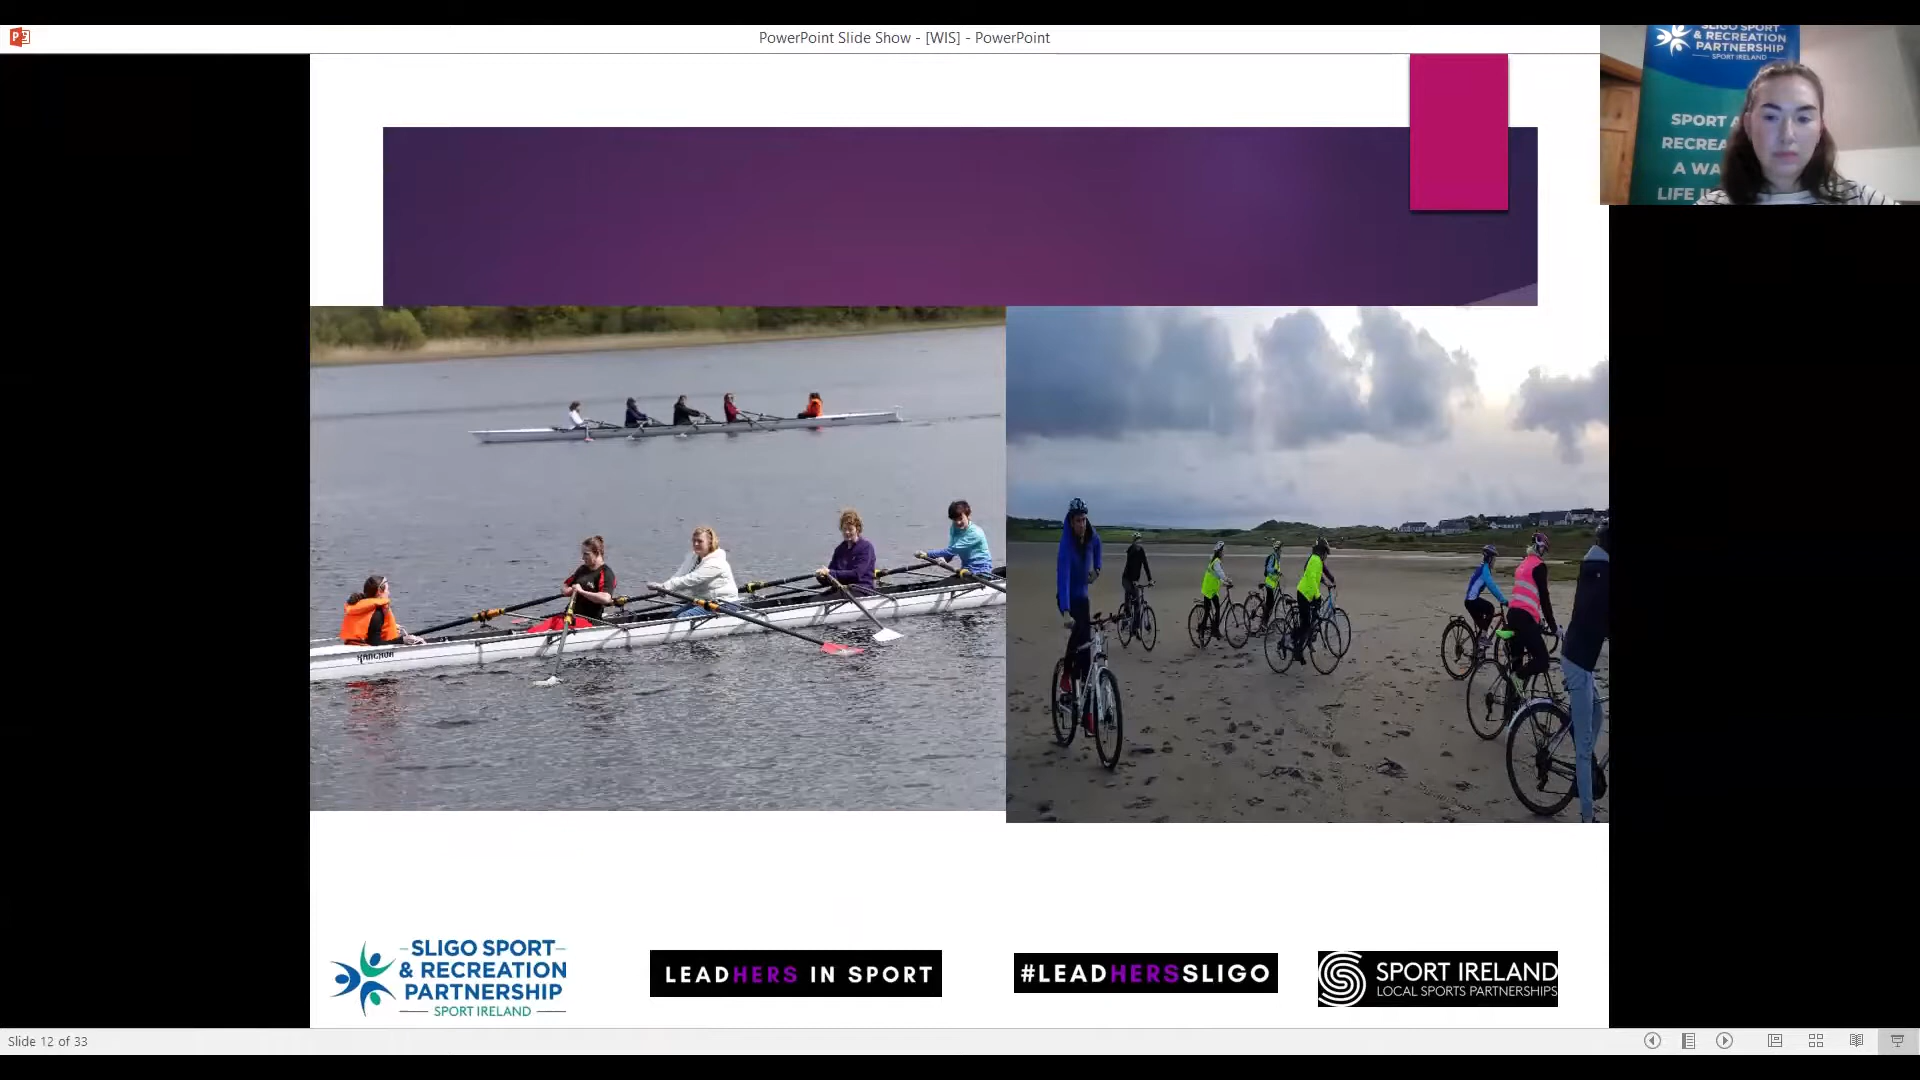 PowerPoint Slide Show - [WIS] - PowerPoint
SLIGO SPORT
& RECREATION
PARTNERSHIP
SPORT IRELAND
SPORT
RECREA
A WA
LIFE
SLIGO SPORT
& RECREATION
PARTNERSHIP
SPORT IRELAND
LEADHERS IN SPORT
#LEADHERSSLIGO
SPORT IRELAND
LOCAL SPORTS PARTNERSHIPS
Slide 12 of 33